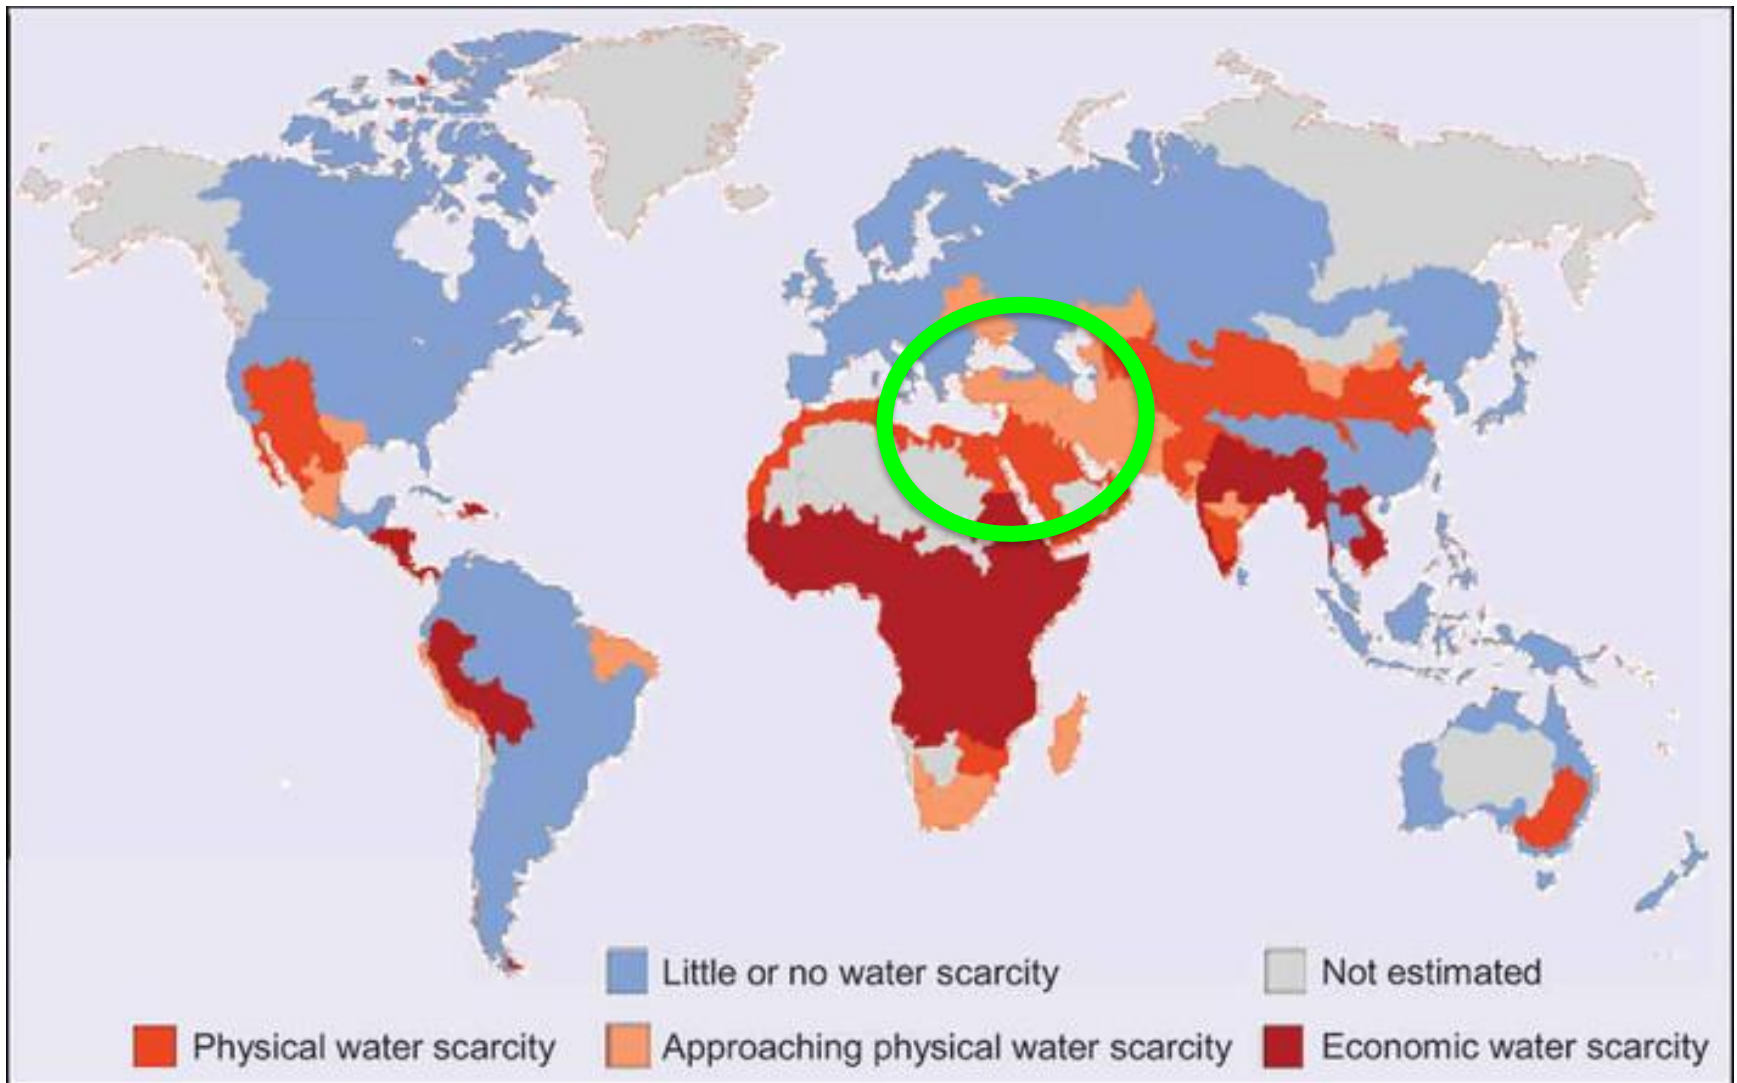 Little or no water scarcity
Not estimated
Physical water scarcity
Approaching physical water scarcity
Economic water scarcity